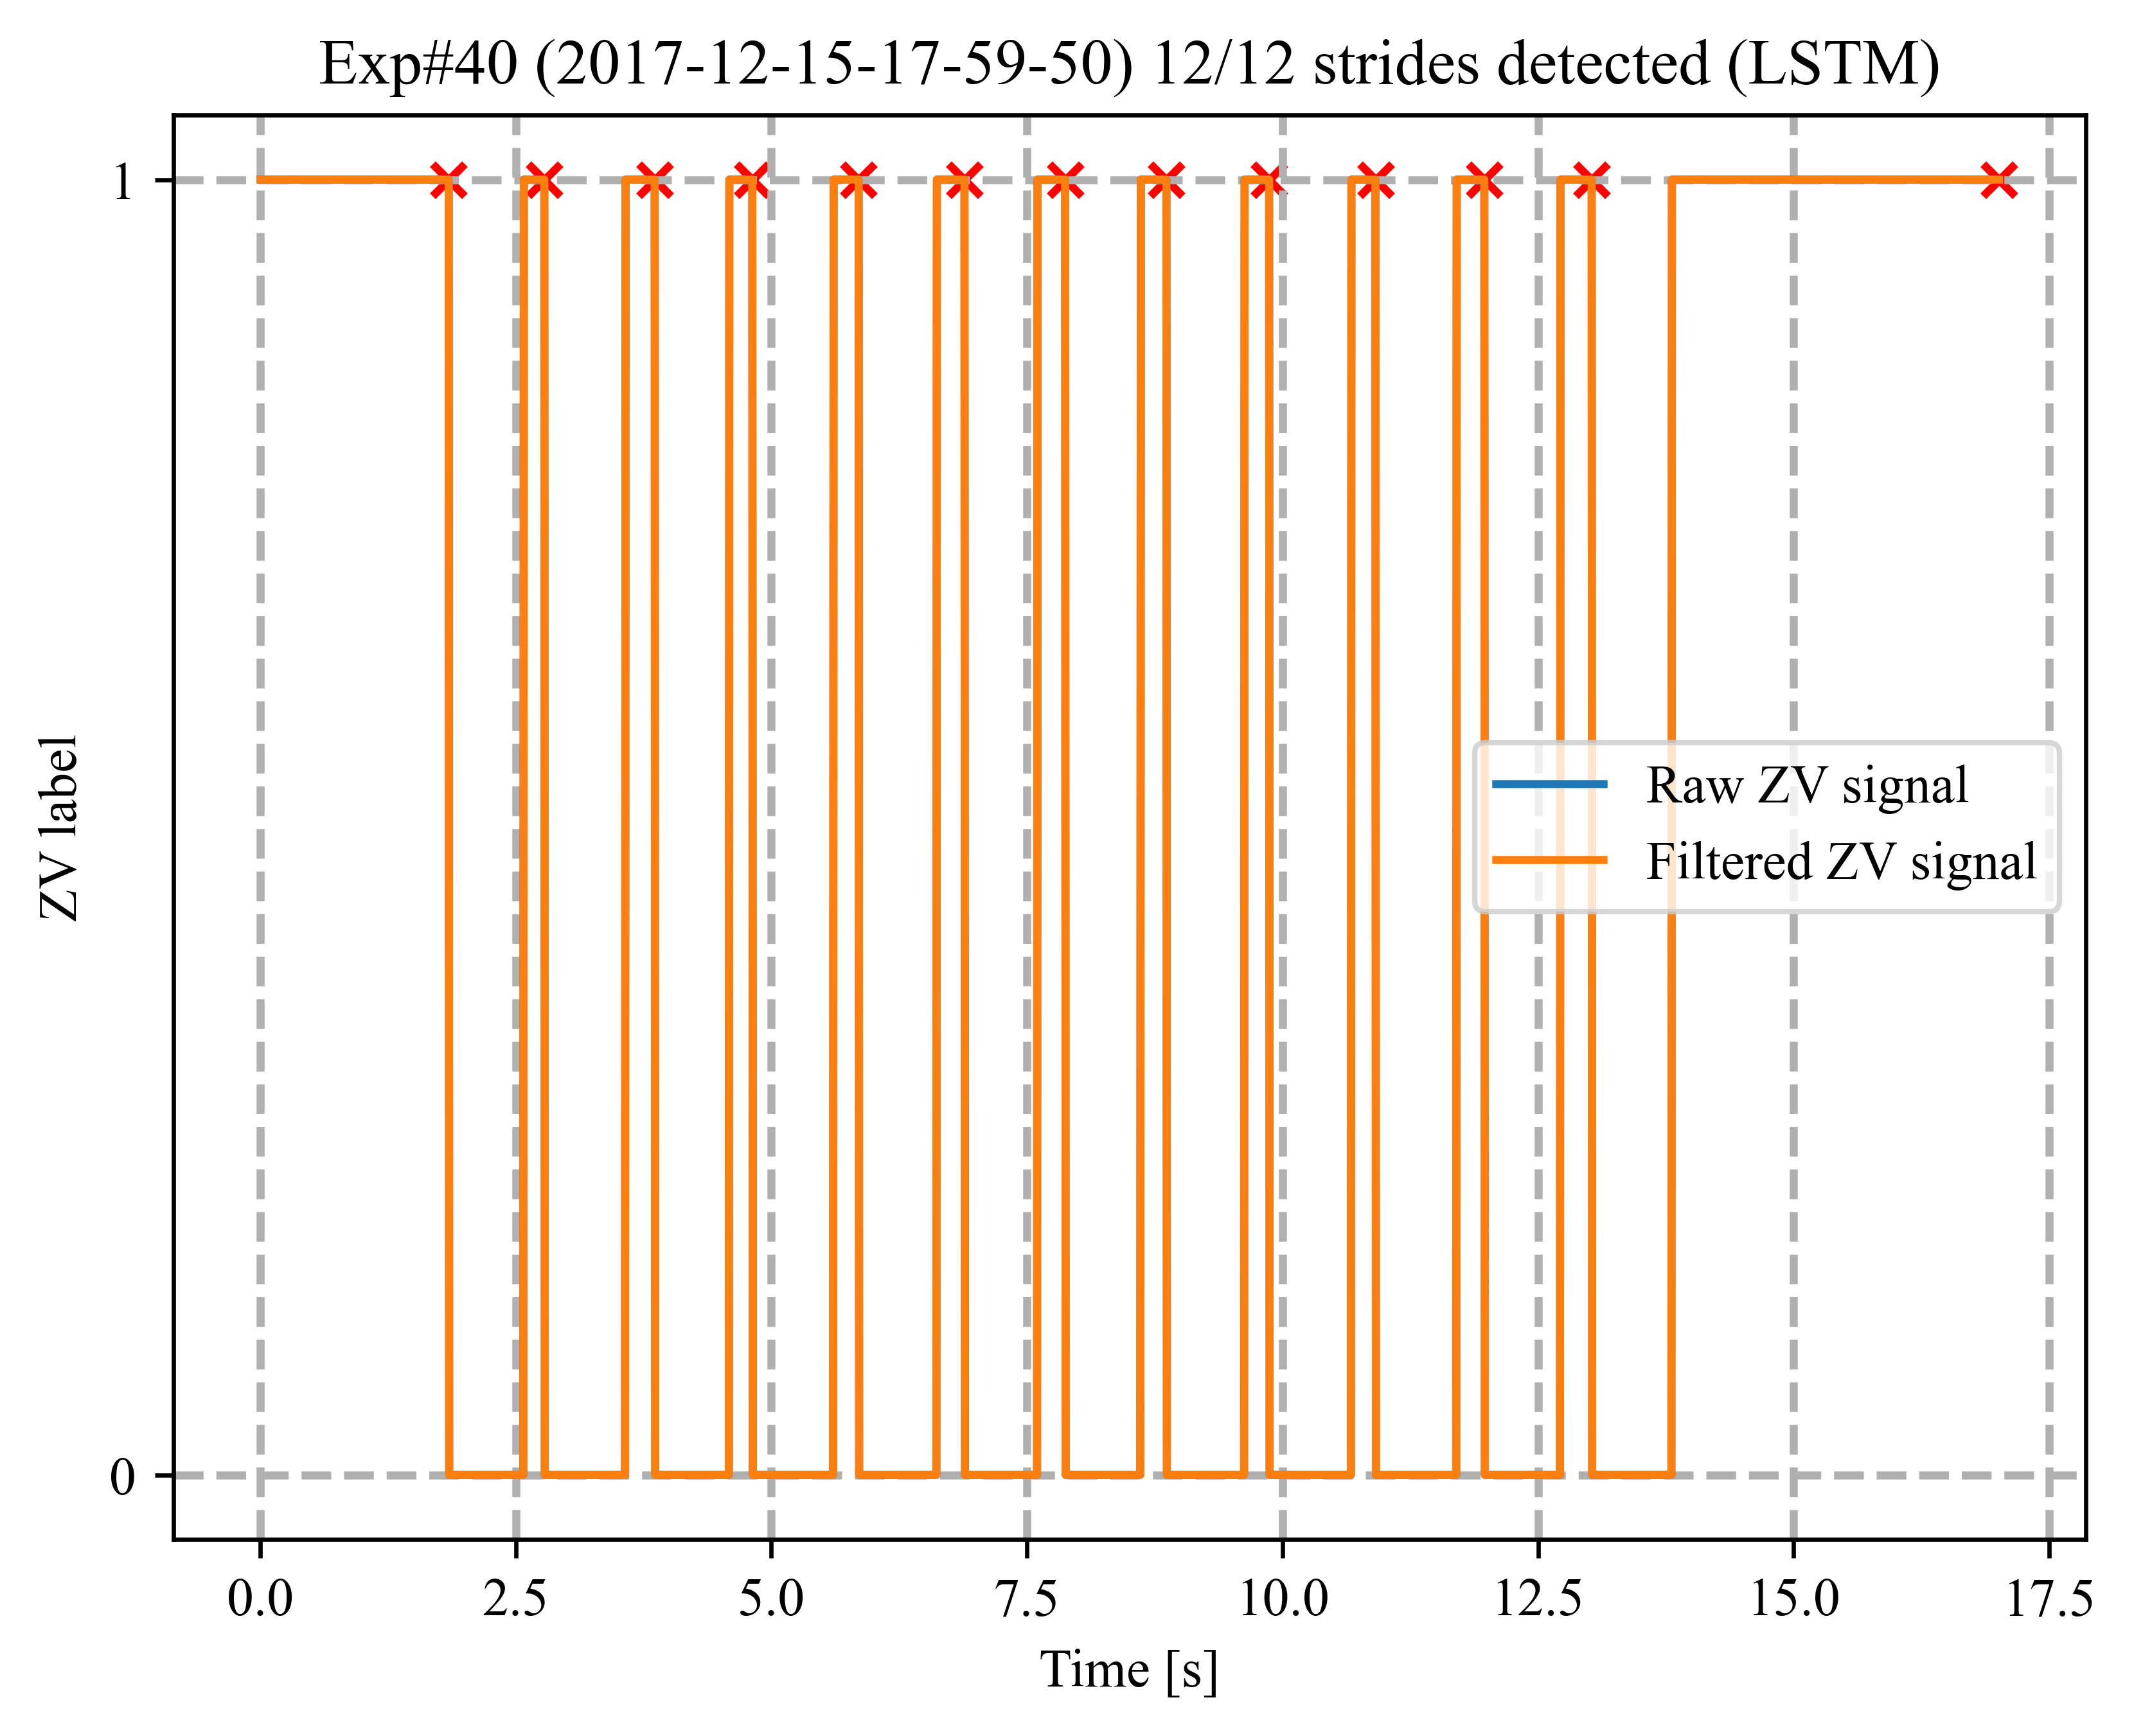 Exp#40 (2017-12-15-17-59-50) 12/12 strides detected (LSTM)
1
0
ZV label
Raw ZV signal
Filtered ZV signal
0.0 2.5 5.0 7.5 10.0 12.5 15.0 17.5
Time [s]